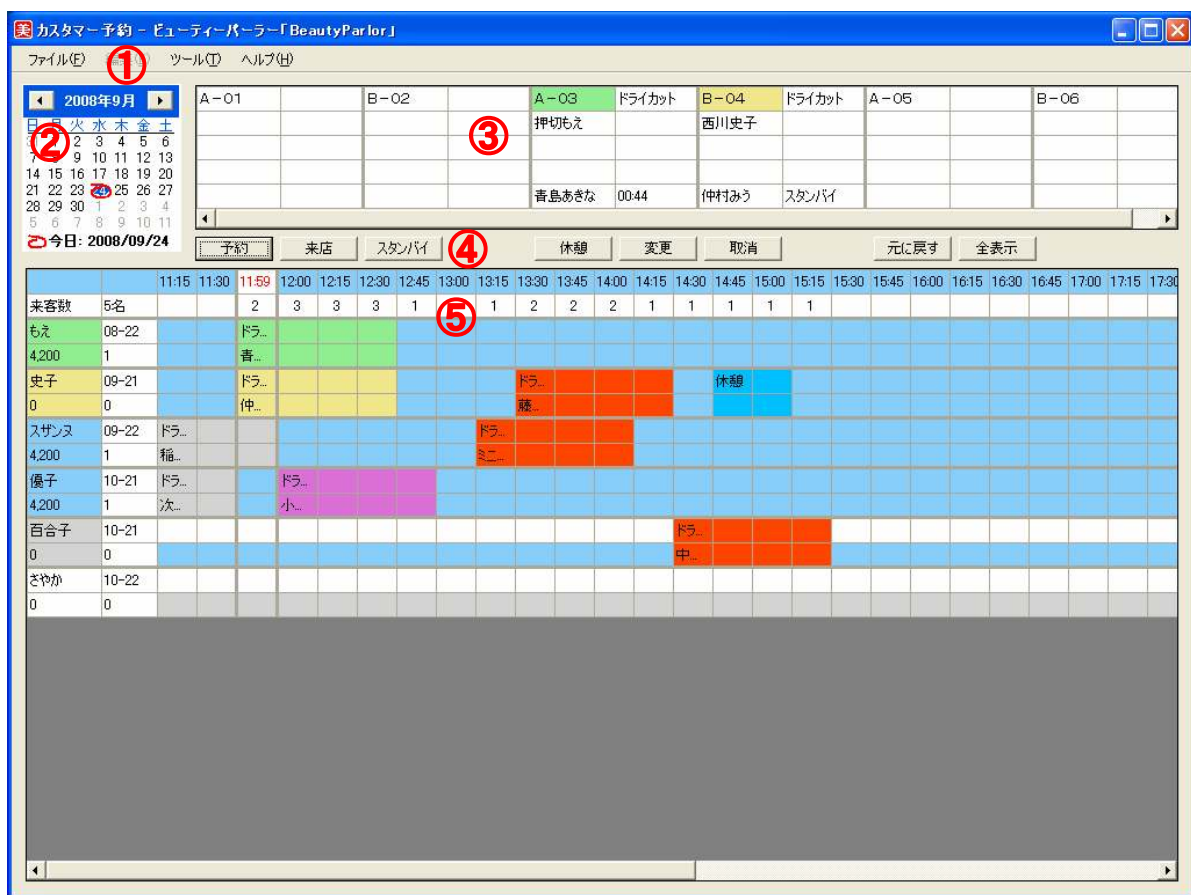 美 カスタマー予約 - ビューティーパーラー「BeautyParlor」
ファイル(F) ① ツール(T) ヘルプ(H)
2008年9月
日 月 火 水 木 金 土
② 2 3 4 5 6
7 9 10 11 12 13
14 15 16 17 18 19 20
21 22 23 24 25 26 27
28 29 30 1 2 3 4
5 6 7 8 9 10 11
今日: 2008/09/24
A-01 B-02 A-03 ドライカット B-04 ドライカット A-05 B-06
③ 押切もえ 西川史子
青島あきな 00:44 仲村みう スタンバイ
予約 来店 スタンバイ ④ 休憩 変更 取消 元に戻す 全表示
11:15 11:30 11:59 12:00 12:15 12:30 12:45 13:00 13:15 13:30 13:45 14:00 14:15 14:30 14:45 15:00 15:15 15:30 15:45 16:00 16:15 16:30 16:45 17:00 17:15 17:30
来客数 5名 2 3 3 3 1 ⑤ 1 2 2 2 1 1 1 1 1
もえ 08-22 ドラ...
4,200 1 青...
史子 09-21 ドラ... ドラ... 休憩
0 0 仲... 藤...
スザンヌ 09-22 ドラ... ドラ...
4,200 1 稲... ミニ...
優子 10-21 ドラ... ドラ...
4,200 1 次... 小...
百合子 10-21 ドラ...
0 0 中...
さやか 10-22
0 0